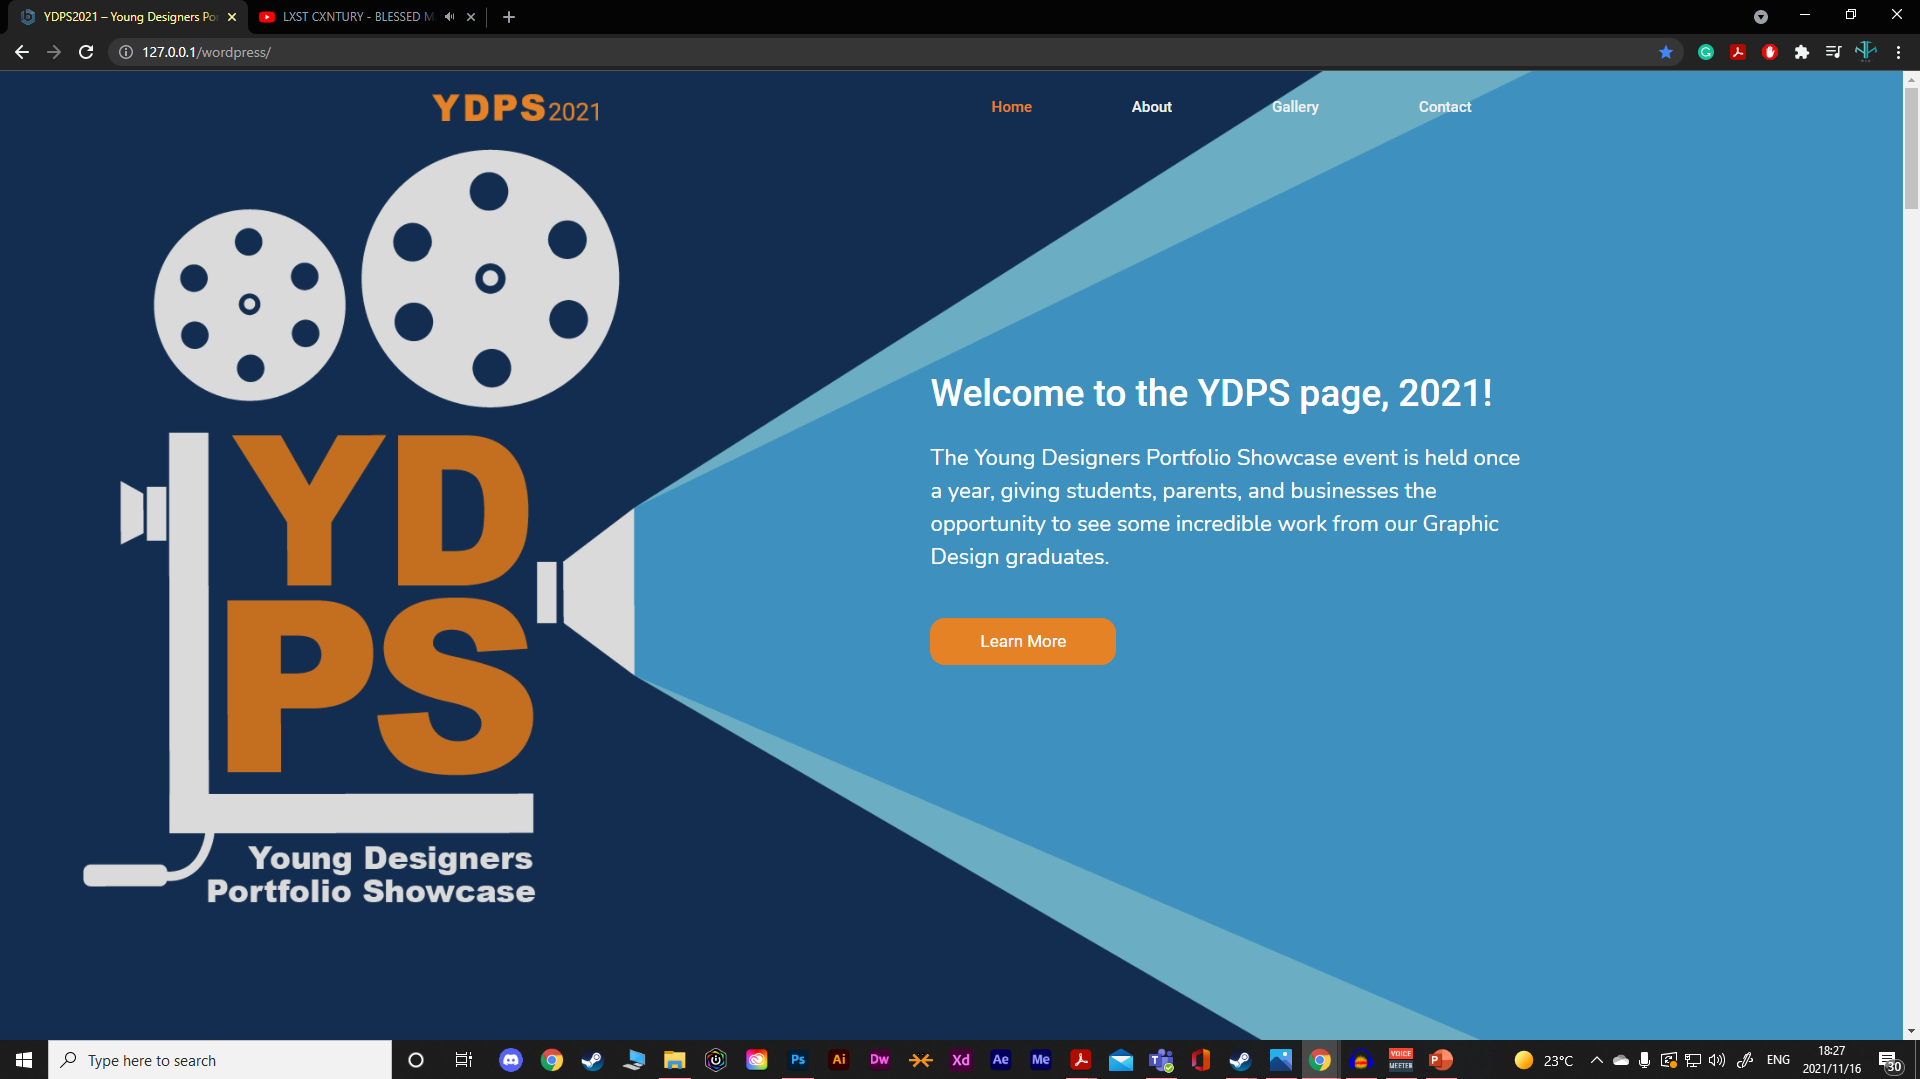 YDPS2021 – Young Designers Po
LXST CXNTURY - BLESSED M
127.0.0.1/wordpress/
YDPS2021
Home
About
Gallery
Contact
Welcome to the YDPS page, 2021!
The Young Designers Portfolio Showcase event is held once
a year, giving students, parents, and businesses the
opportunity to see some incredible work from our Graphic
Design graduates.
Learn More
YD
PS
Young Designers
Portfolio Showcase
Type here to search
Ps
Ai
Dw
Xd
Ae
Me
VOICE
MEETER
23°C
ENG
18:27
2021/11/16
30